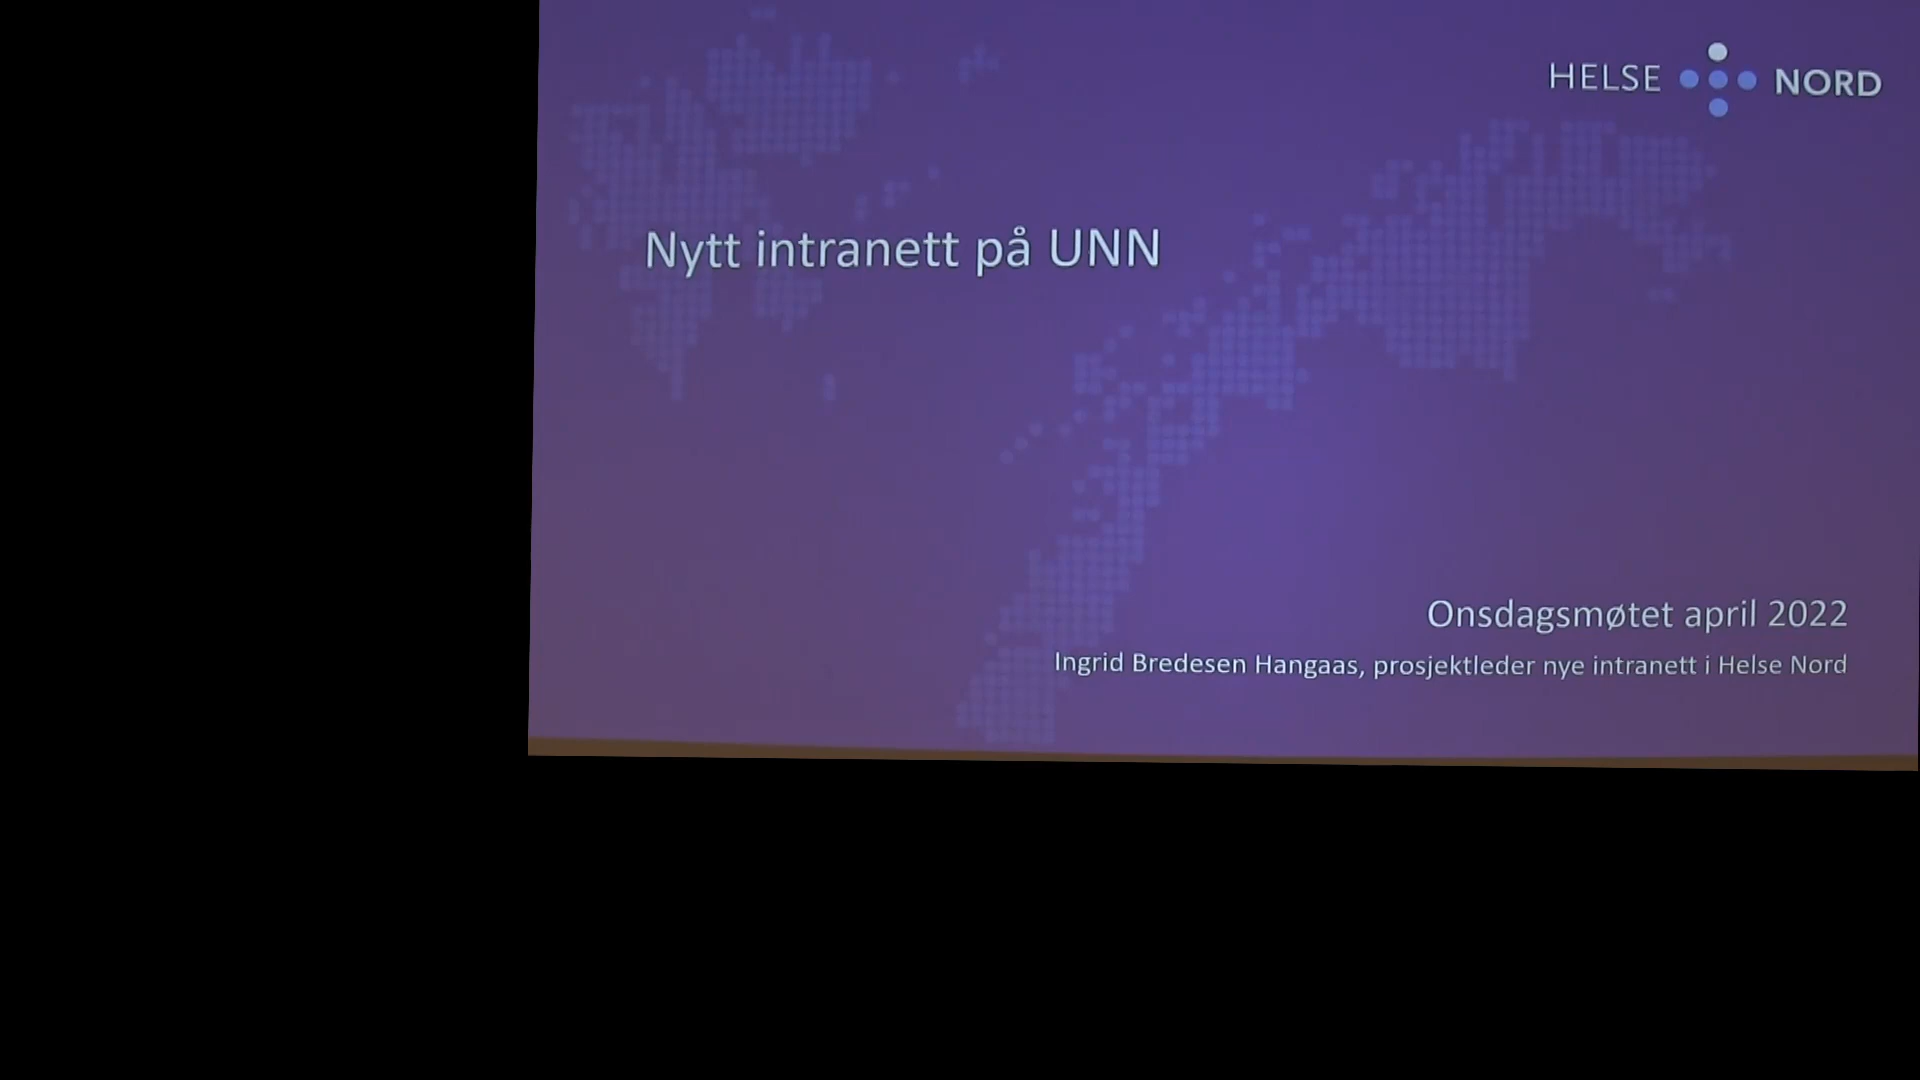 HELSE NORD
Nytt intranett på UNN
Onsdagsmøtet april 2022
Ingrid Bredesen Hangaas, prosjektleder nye intranett i Helse Nord